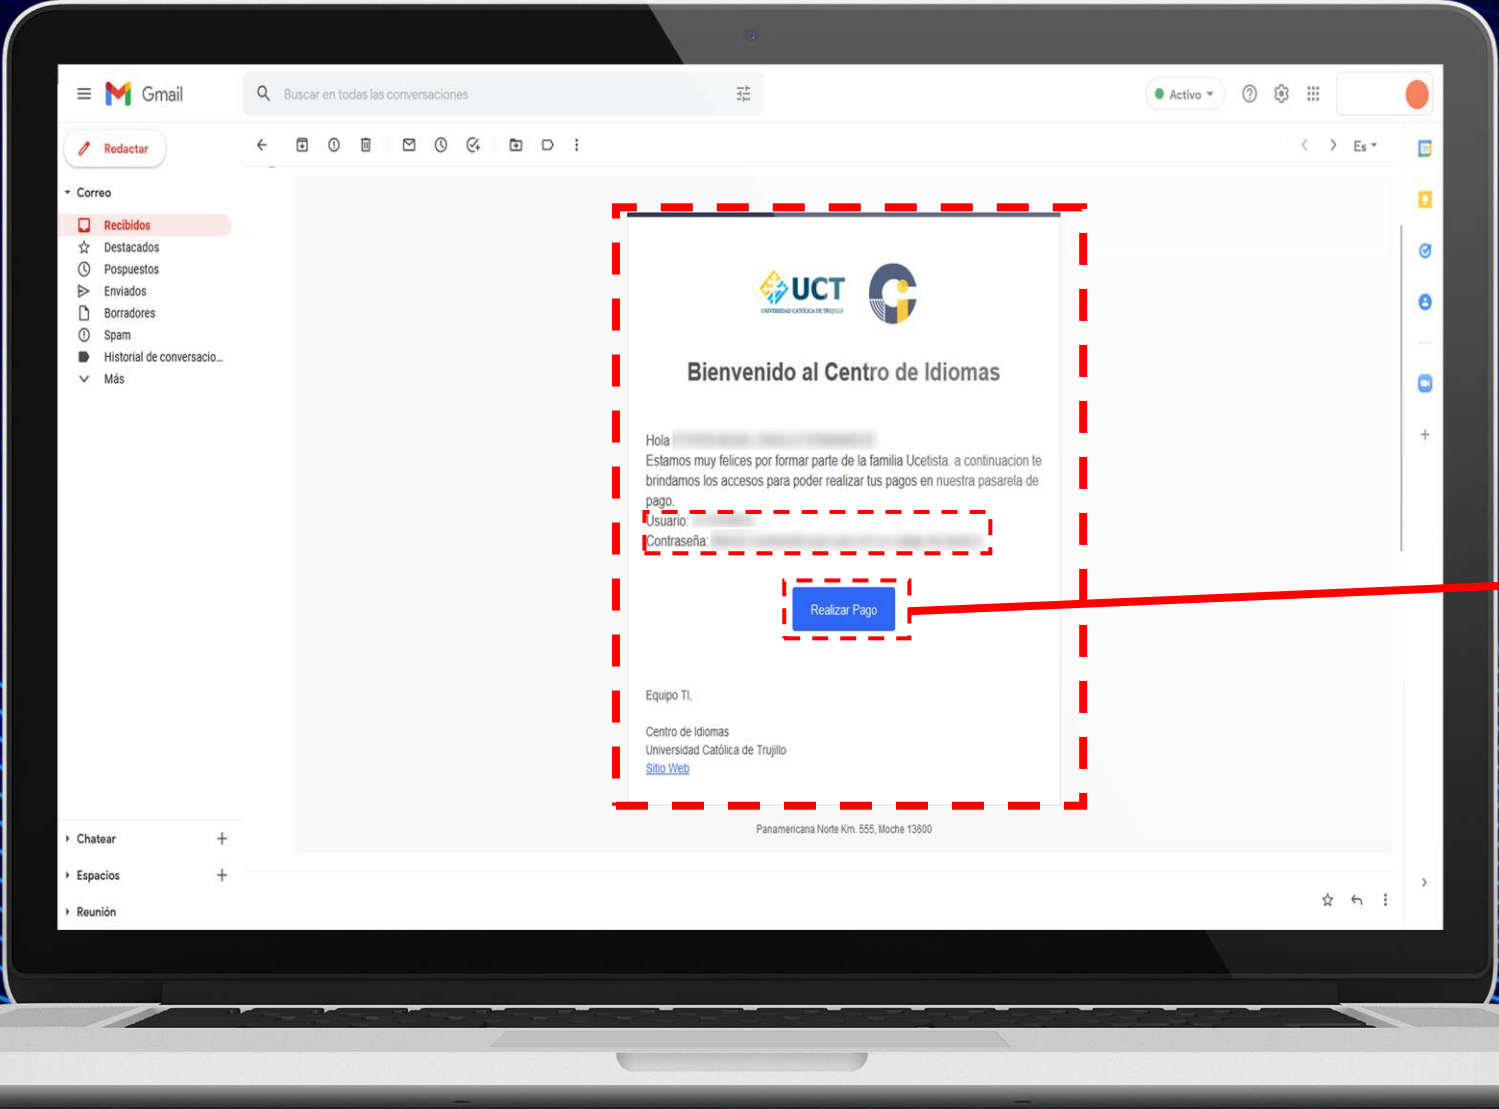 Gmail
Buscar en todas las conversaciones
Activo
Redactar
Es
Correo
Recibidos
Destacados
Pospuestos
Enviados
Borradores
Spam
Historial de conversacio...
Más
UCT
UNIVERSIDAD CATÓLICA DE TRUJILLO
Bienvenido al Centro de Idiomas
Hola
Estamos muy felices por formar parte de la familia Ucetista. a continuacion te
brindamos los accesos para poder realizar tus pagos en nuestra pasarela de
pago.
Usuario:
Contraseña:
Realizar Pago
Equipo TI,
Centro de Idiomas
Universidad Católica de Trujillo
Sitio Web
Panamericana Norte Km. 555, Moche 13600
Chatear
Espacios
Reunión